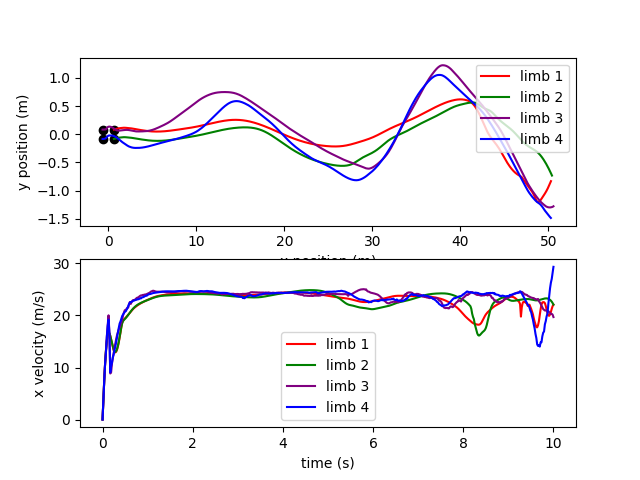 y position (m)
1.0
0.5
0.0
−0.5
−1.0
−1.5
limb 1
limb 2
limb 3
limb 4
0 10 20 30 40 50
x position (m)
x velocity (m/s)
30
20
10
0
limb 1
limb 2
limb 3
limb 4
0 2 4 6 8 10
time (s)